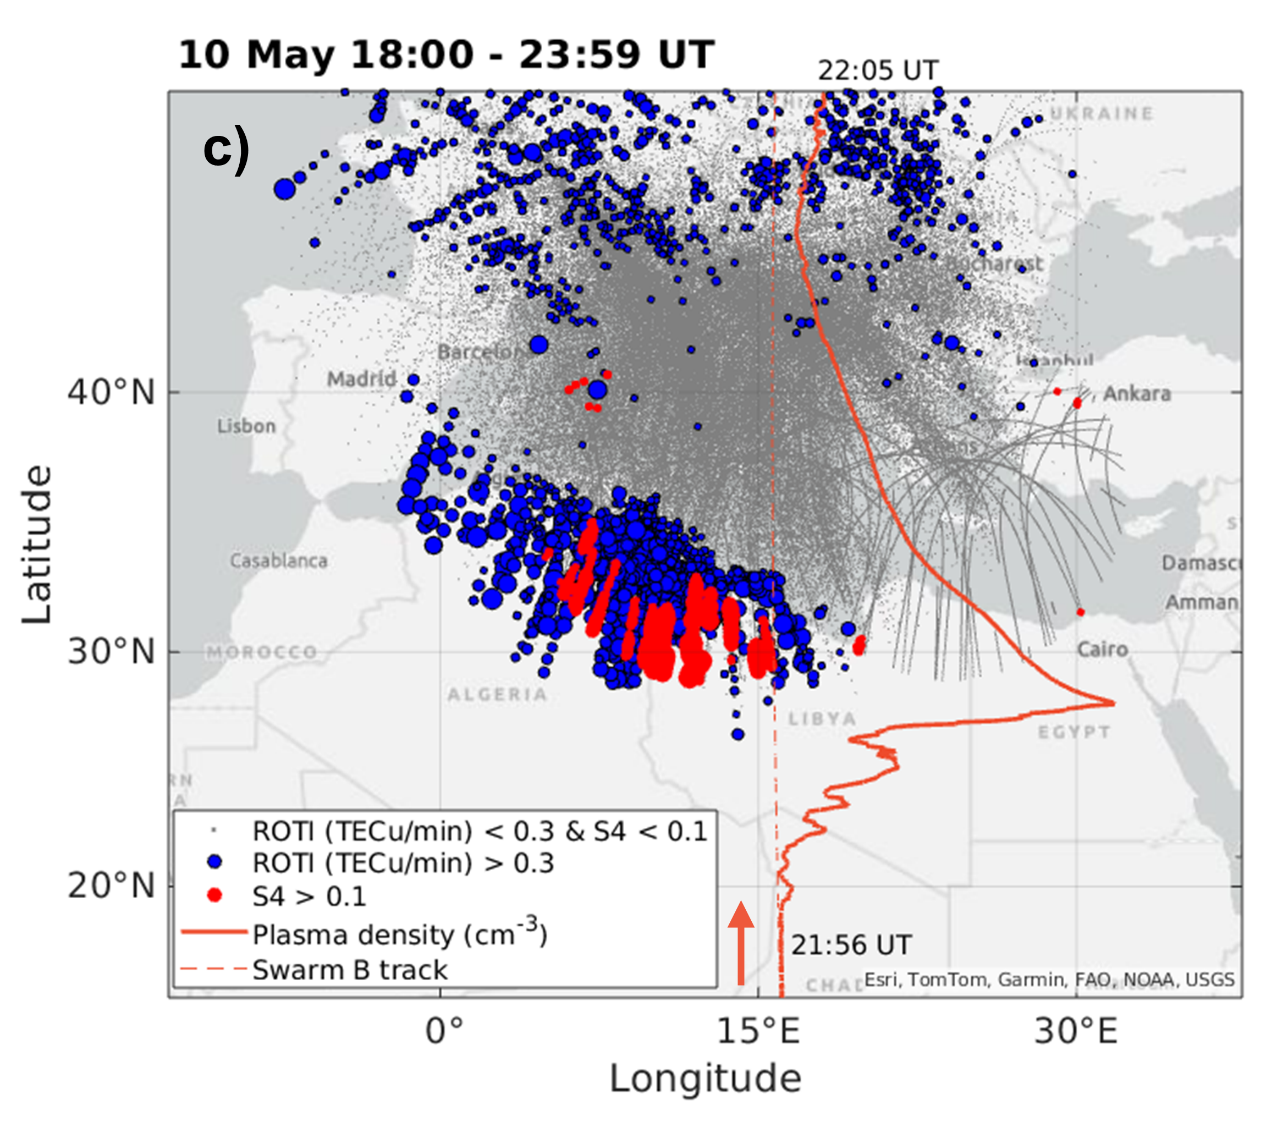 10 May 18:00 - 23:59 UT
22:05 UT
c)
UKRAINE
Bucharest
Barcelon
Istanbul
Madrid
40°N
Ankara
Lisbon
Casablanca
Damascu
Amman
30°N
MOROCCO
Cairo
ALGERIA
LIBYA
EGYPT
20°N
ROTI (TECu/min) < 0.3 & S4 < 0.1
ROTI (TECu/min) > 0.3
S4 > 0.1
Plasma density (cm-3)
Swarm B track
21:56 UT
CHAD
Esri, TomTom, Garmin, FAO, NOAA, USGS
0°
15°E
30°E
Longitude
Latitude